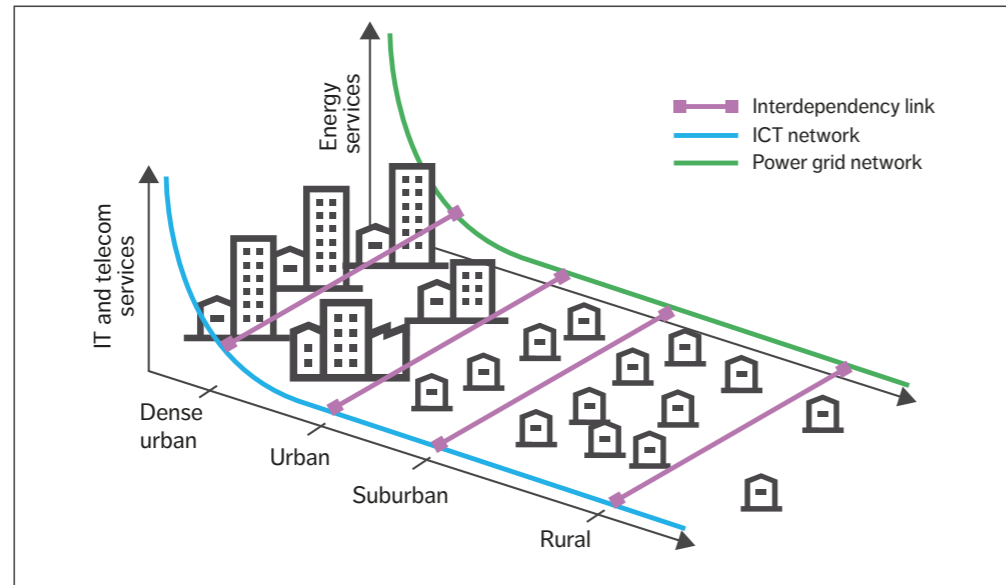 Energy
services
Interdependency link
ICT network
Power grid network
IT and telecom
services
Dense
urban
Urban
Suburban
Rural